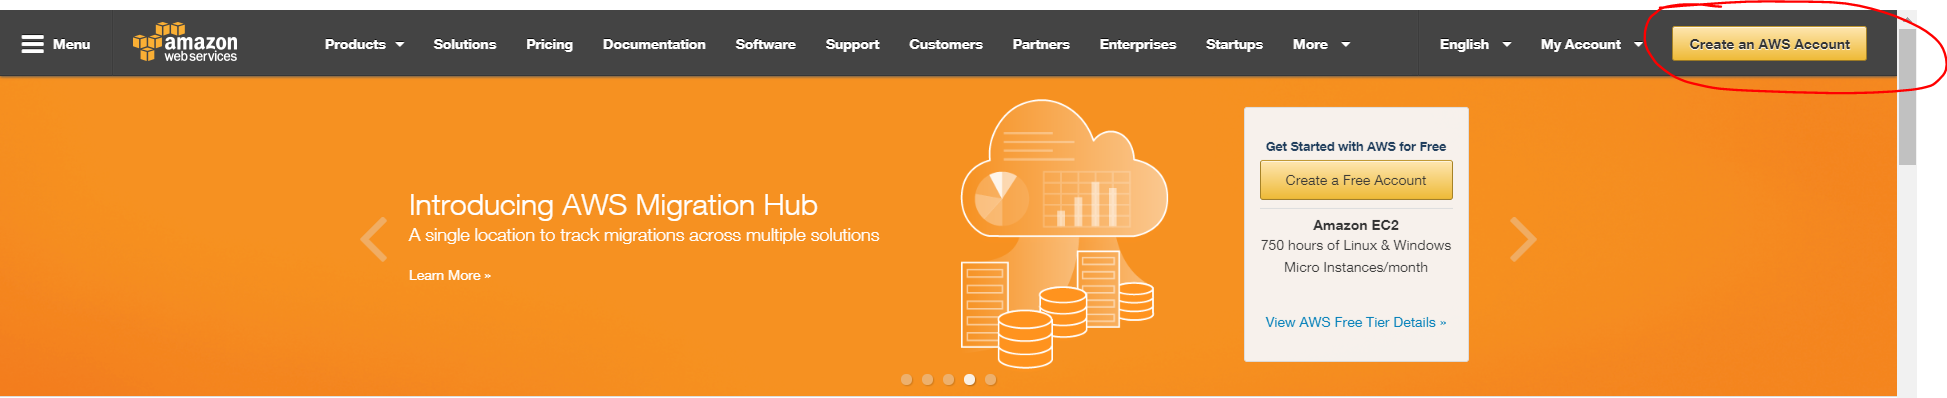 Menu
amazon
web services
Products
Solutions
Pricing
Documentation
Software
Support
Customers
Partners
Enterprises
Startups
More
English
My Account
Create an AWS Account
Introducing AWS Migration Hub
A single location to track migrations across multiple solutions
Learn More »
Get Started with AWS for Free
Create a Free Account
Amazon EC2
750 hours of Linux & Windows
Micro Instances/month
View AWS Free Tier Details »